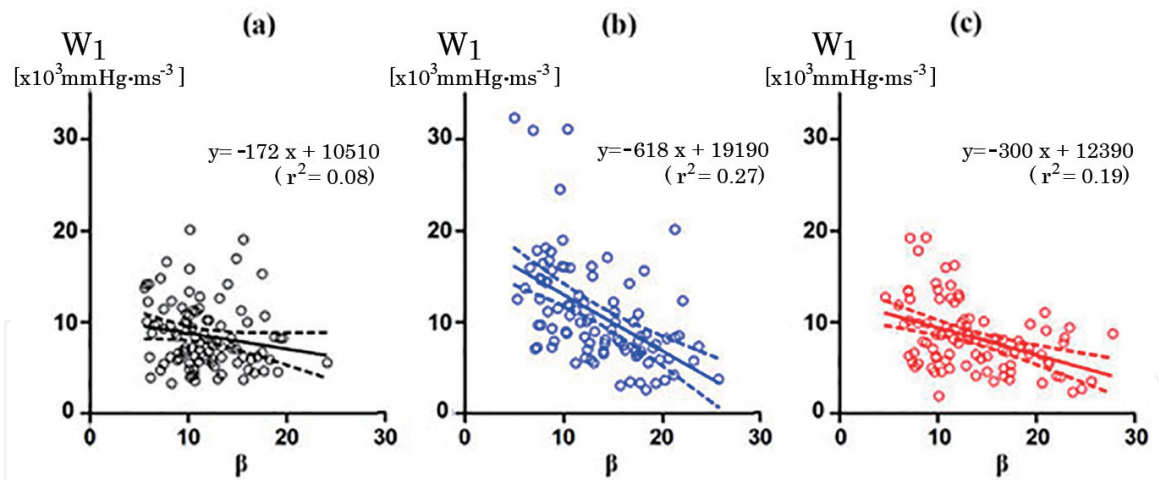 (a)
W1
[x10³mmHg·ms⁻³]
y= -172 x + 10510
( r² = 0.08)
30
20
10
0
0 10 20 30
β
(b)
W1
[x10³mmHg·ms⁻³]
y=-618 x + 19190
( r² = 0.27)
30
20
10
0
0 10 20 30
β
(c)
W1
[x10³mmHg·ms⁻³]
y=-300 x + 12390
( r² = 0.19)
30
20
10
0
0 10 20 30
β